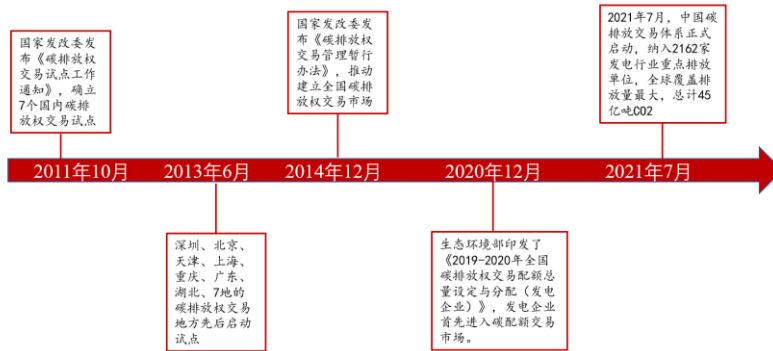 国家发改委发
布《碳排放权
交易试点工作
通知》，确立
7个国内碳排
放权交易试点
国家发改委发
布《碳排放权
交易管理暂行
办法》，推动
建立全国碳排
放权交易市场
2021年7月，中国碳
排放交易体系正式
启动，纳入2162家
发电行业重点排放
单位，全球覆盖排
放量最大，总计45
亿吨CO2
2011年10月
2013年6月
2014年12月
2020年12月
2021年7月
深圳、北京、
天津、上海、
重庆、广东、
湖北、7地的
碳排放权交易
地方先后启动
试点
生态环境部印发了
《2019-2020年全国
碳排放权交易配额总
量设定与分配（发电
企业）》，发电企业
首先进入碳配额交易
市场。